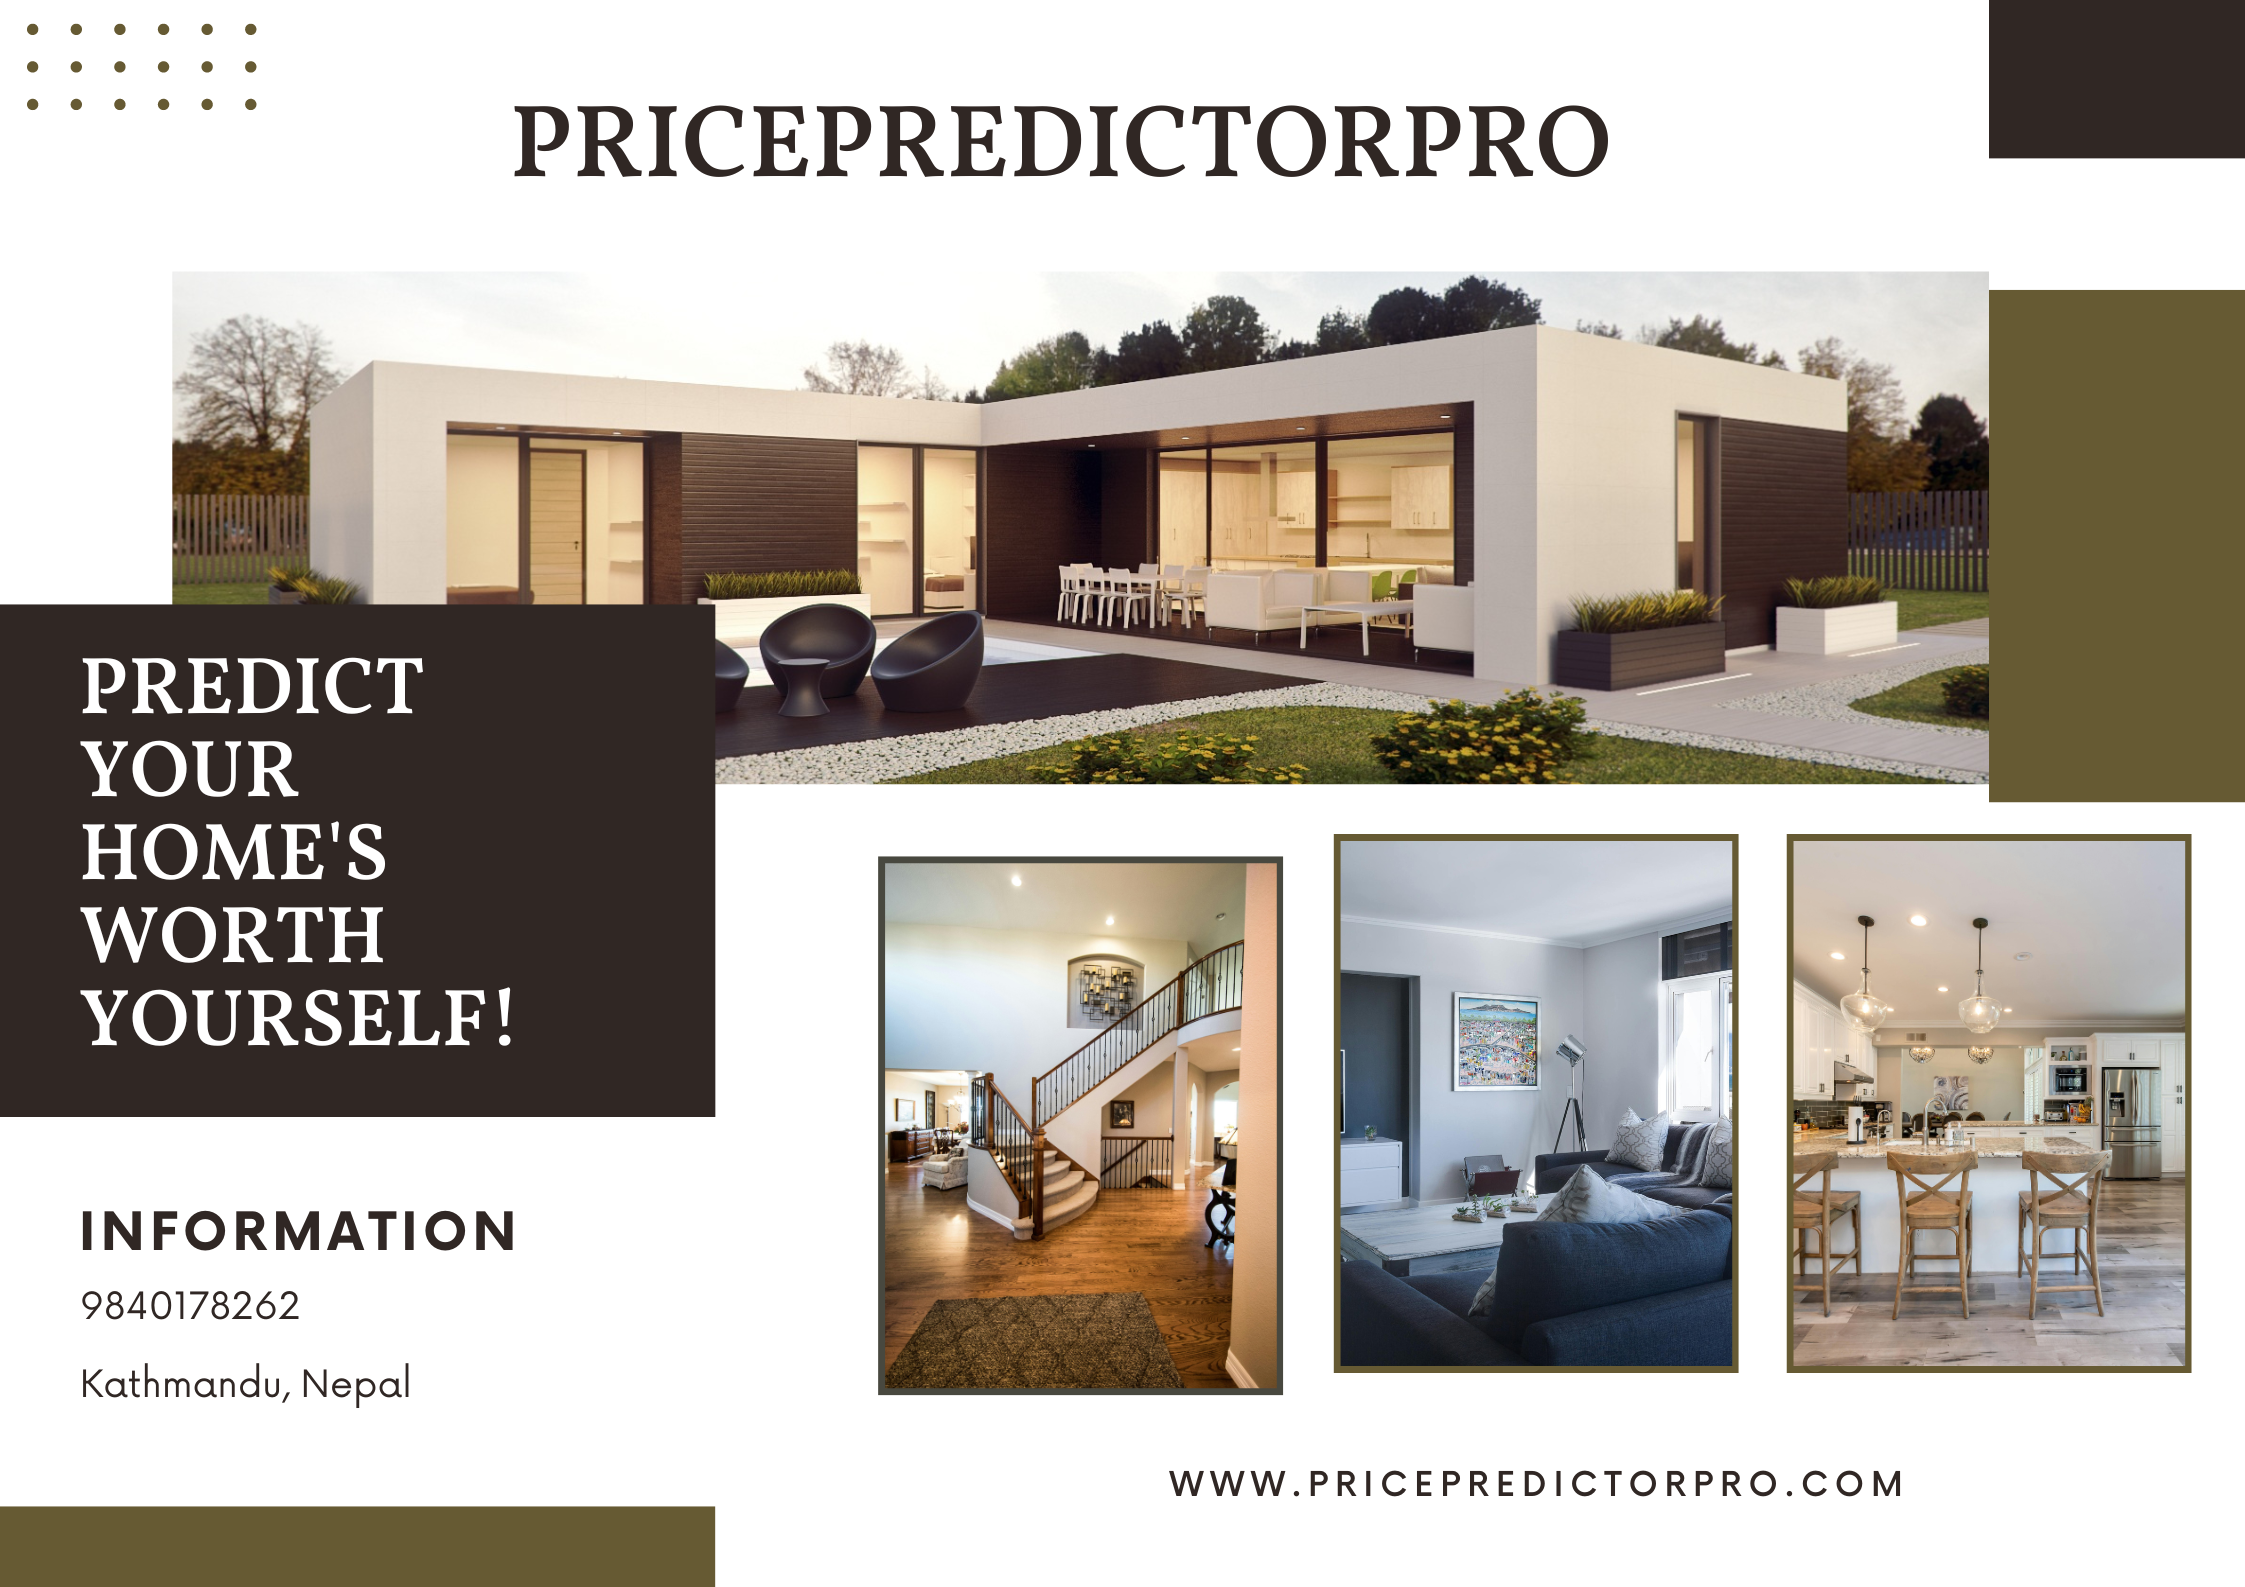 PRICEPREDICTORPRO
PREDICT
YOUR
HOME'S
WORTH
YOURSELF!
INFORMATION
9840178262
Kathmandu, Nepal
WWW.PRICEPREDICTORPRO.COM